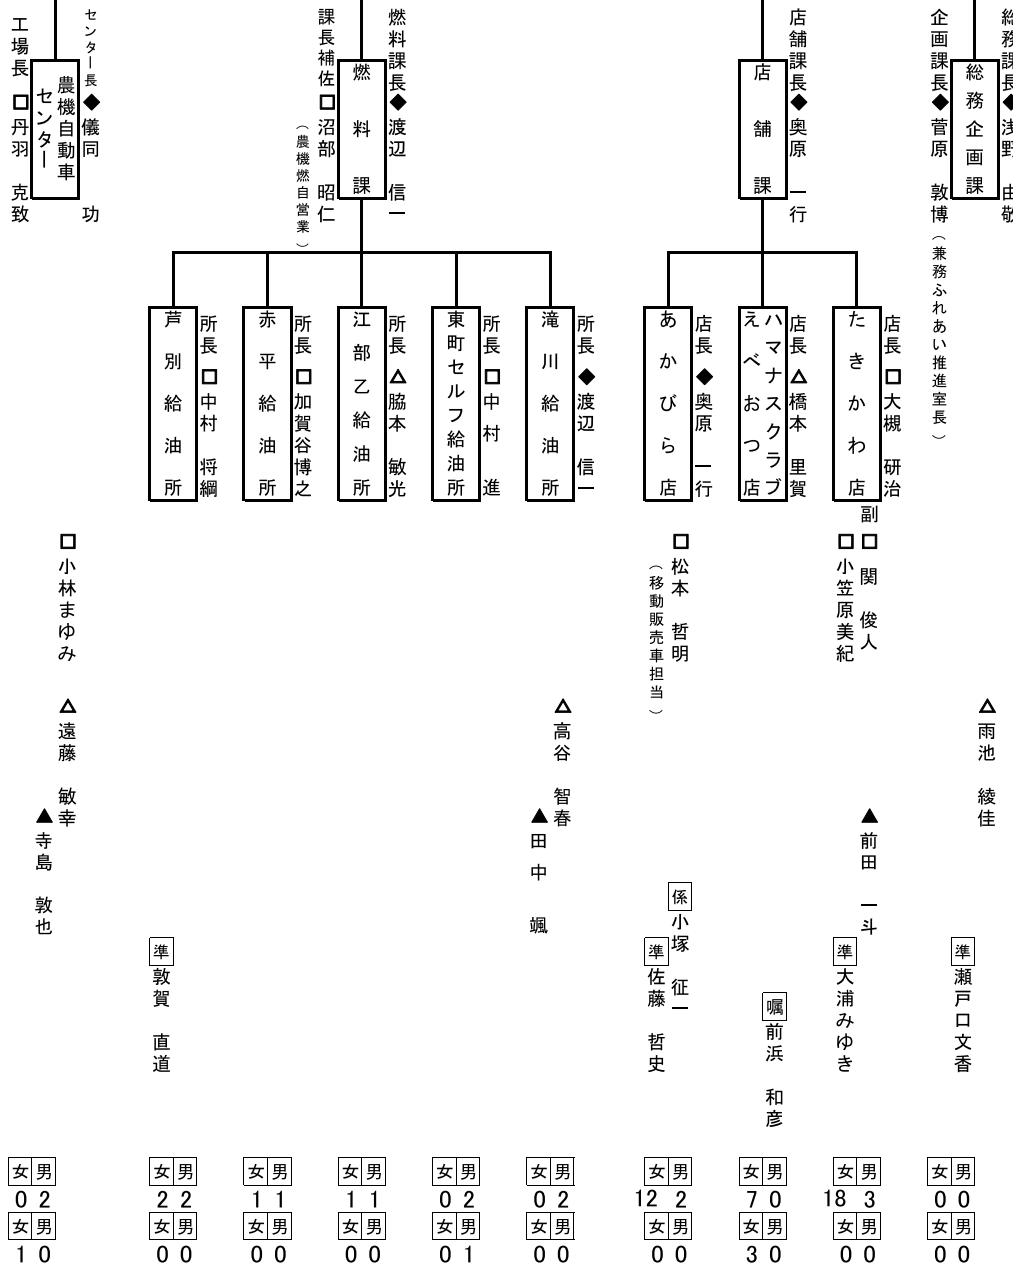 総務課長◆浅野 由敬
総務企画課
企画課長◆菅原 敦博
（兼務ふれあい推進室長）
店舗課長◆奥原 一行
店舗課
燃料課長◆渡辺 信一
燃料課
課長補佐□沼部 昭仁
（農機燃自営業）
センター長◆儀同 功
農機自動車
センター
工場長□丹羽 克致
店長□大槻 研治
たきかわ店
店長△橋本 里賀
ハマナスクラブ
えべおつ店
店長◆奥原 一行
あかびら店
所長◆渡辺 信一
滝川給油所
所長□中村 進
東町セルフ給油所
所長△脇本 敏光
江部乙給油所
所長□加賀谷博之
赤平給油所
所長□中村 将綱
芦別給油所
副□関 俊人
□小笠原美紀
□松本 哲明
（移動販売車担当）
□小林まゆみ
△雨池 綾佳
△高谷 智春
△遠藤 敏幸
▲前田 一斗
▲田中 颯
▲寺島 敦也
係小塚 征一
準瀬戸口文香
準大浦みゆき
準佐藤 哲史
準敦賀 直道
嘱前浜 和彦
女男 女男 女男 女男 女男 女男 女男 女男 女男 女男
0 2 2 2 1 1 1 1 0 2 0 2 12 2 7 0 18 3 0 0
女男 女男 女男 女男 女男 女男 女男 女男 女男 女男
1 0 0 0 0 0 0 0 0 1 0 0 0 0 3 0 0 0 0 0